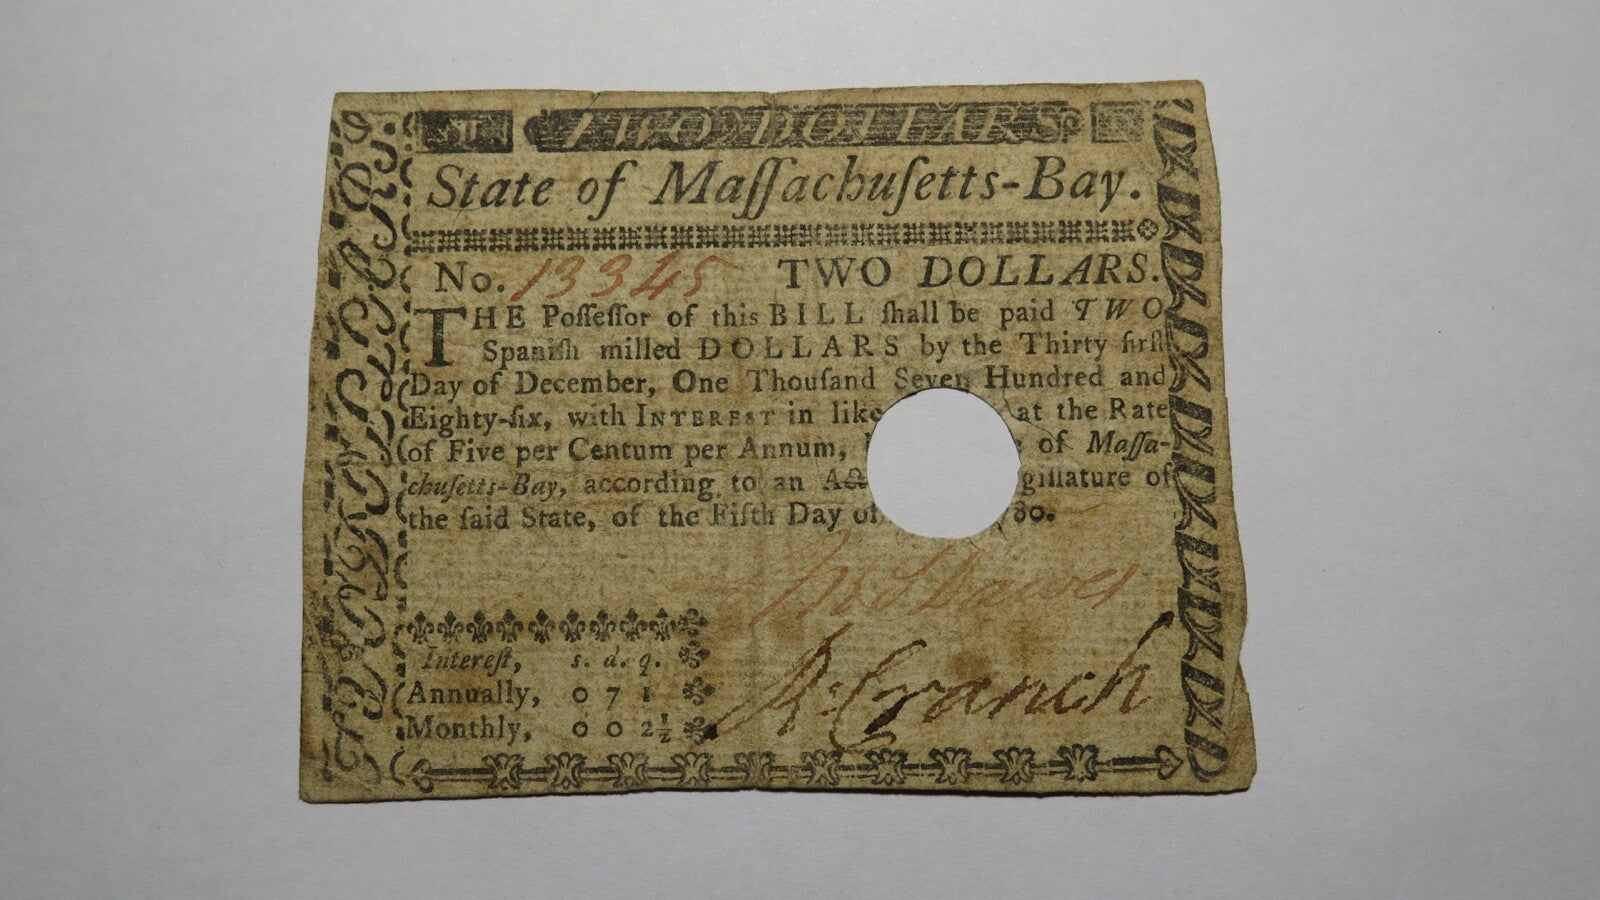 II TWO DOLLARS
State of Maſſachuſetts-Bay.
No. 13345 TWO DOLLARS.
THE Poſſeſſor of this BILL ſhall be paid TWO
Spaniſh milled DOLLARS by the Thirty firſt
Day of December, One Thouſand Seven Hundred and
Eighty-ſix, with INTEREST in like at the Rate
of Five per Centum per Annum, of Maſſa-
chuſetts-Bay, according to an Act giſlature of
the ſaid State, of the Fifth Day of 80.
Dawes
R. Cranch
Intereſt, s. d. q.
Annually, 0 7 1
Monthly, 0 0 2½